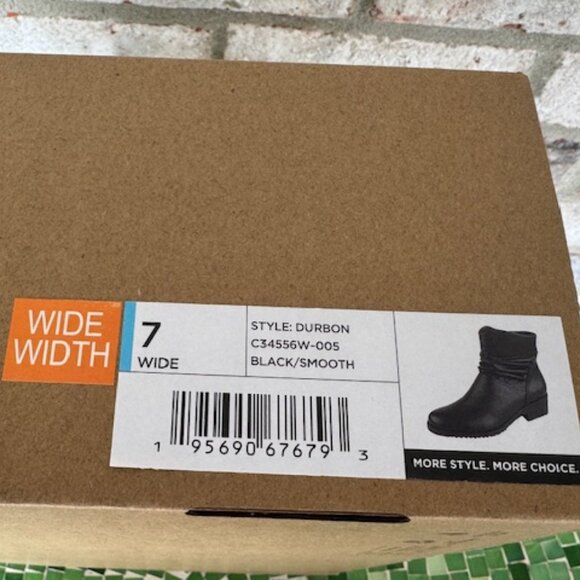 WIDE
WIDTH
7
WIDE
STYLE: DURBON
C34556W-005
BLACK/SMOOTH
1 95690 67679 3
MORE STYLE. MORE CHOICE.